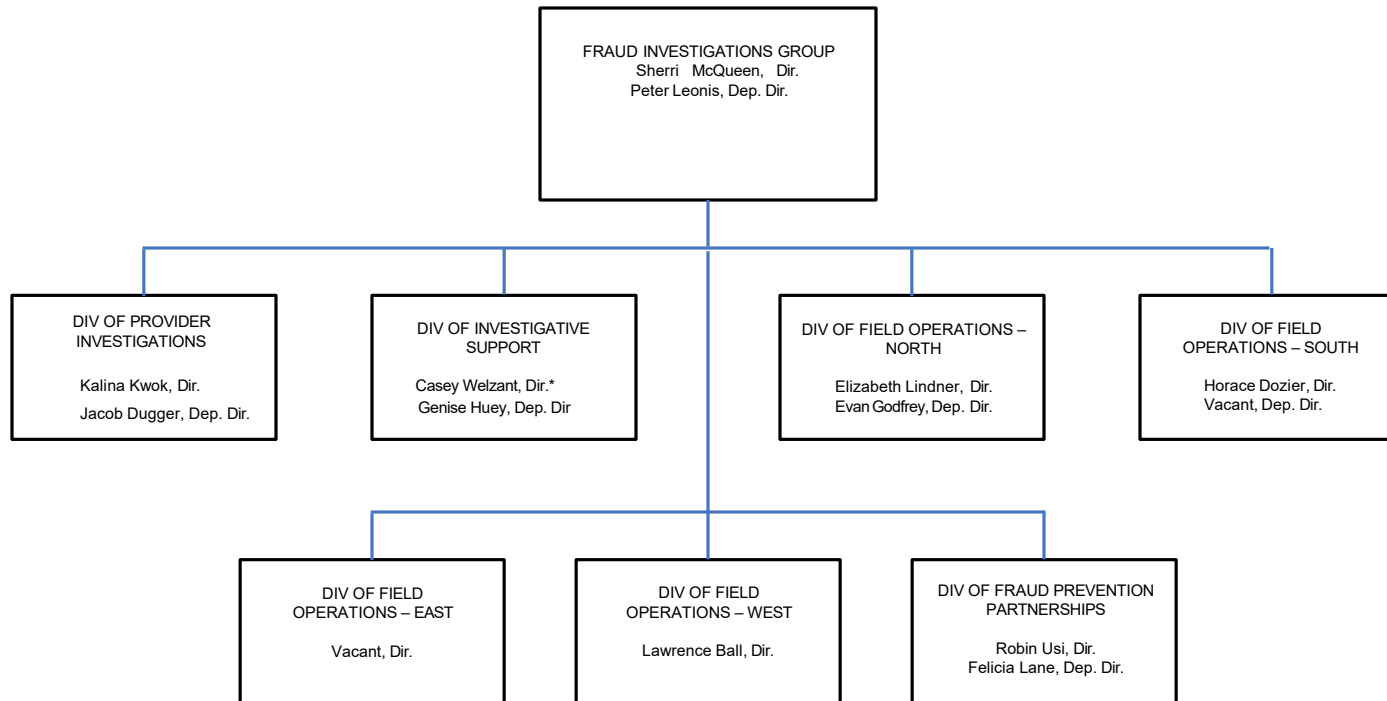 FRAUD INVESTIGATIONS GROUP
Sherri McQueen, Dir.
Peter Leonis, Dep. Dir.
DIV OF PROVIDER
INVESTIGATIONS
Kalina Kwok, Dir.
Jacob Dugger, Dep. Dir.
DIV OF INVESTIGATIVE
SUPPORT
Casey Welzant, Dir.*
Genise Huey, Dep. Dir
DIV OF FIELD OPERATIONS –
NORTH
Elizabeth Lindner, Dir.
Evan Godfrey, Dep. Dir.
DIV OF FIELD
OPERATIONS – SOUTH
Horace Dozier, Dir.
Vacant, Dep. Dir.
DIV OF FIELD
OPERATIONS – EAST
Vacant, Dir.
DIV OF FIELD
OPERATIONS – WEST
Lawrence Ball, Dir.
DIV OF FRAUD PREVENTION
PARTNERSHIPS
Robin Usi, Dir.
Felicia Lane, Dep. Dir.